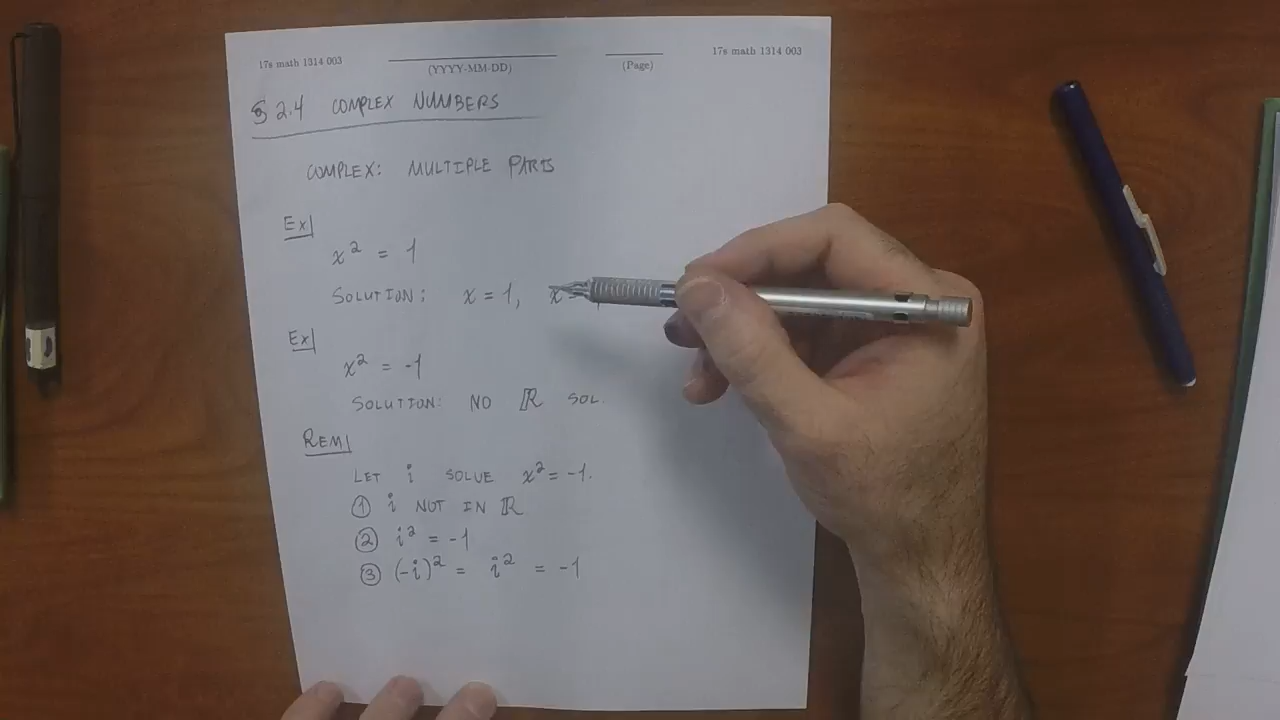 17s math 1314 003 (YYYY-MM-DD) (Page) 17s math 1314 003
§ 2.4 COMPLEX NUMBERS
COMPLEX: MULTIPLE PARTS
Ex
x² = 1
SOLUTION: x = 1, x =
Ex
x² = -1
SOLUTION: NO ℝ SOL.
REM
LET i SOLVE x² = -1.
① i NOT IN ℝ
② i² = -1
③ (-i)² = i² = -1